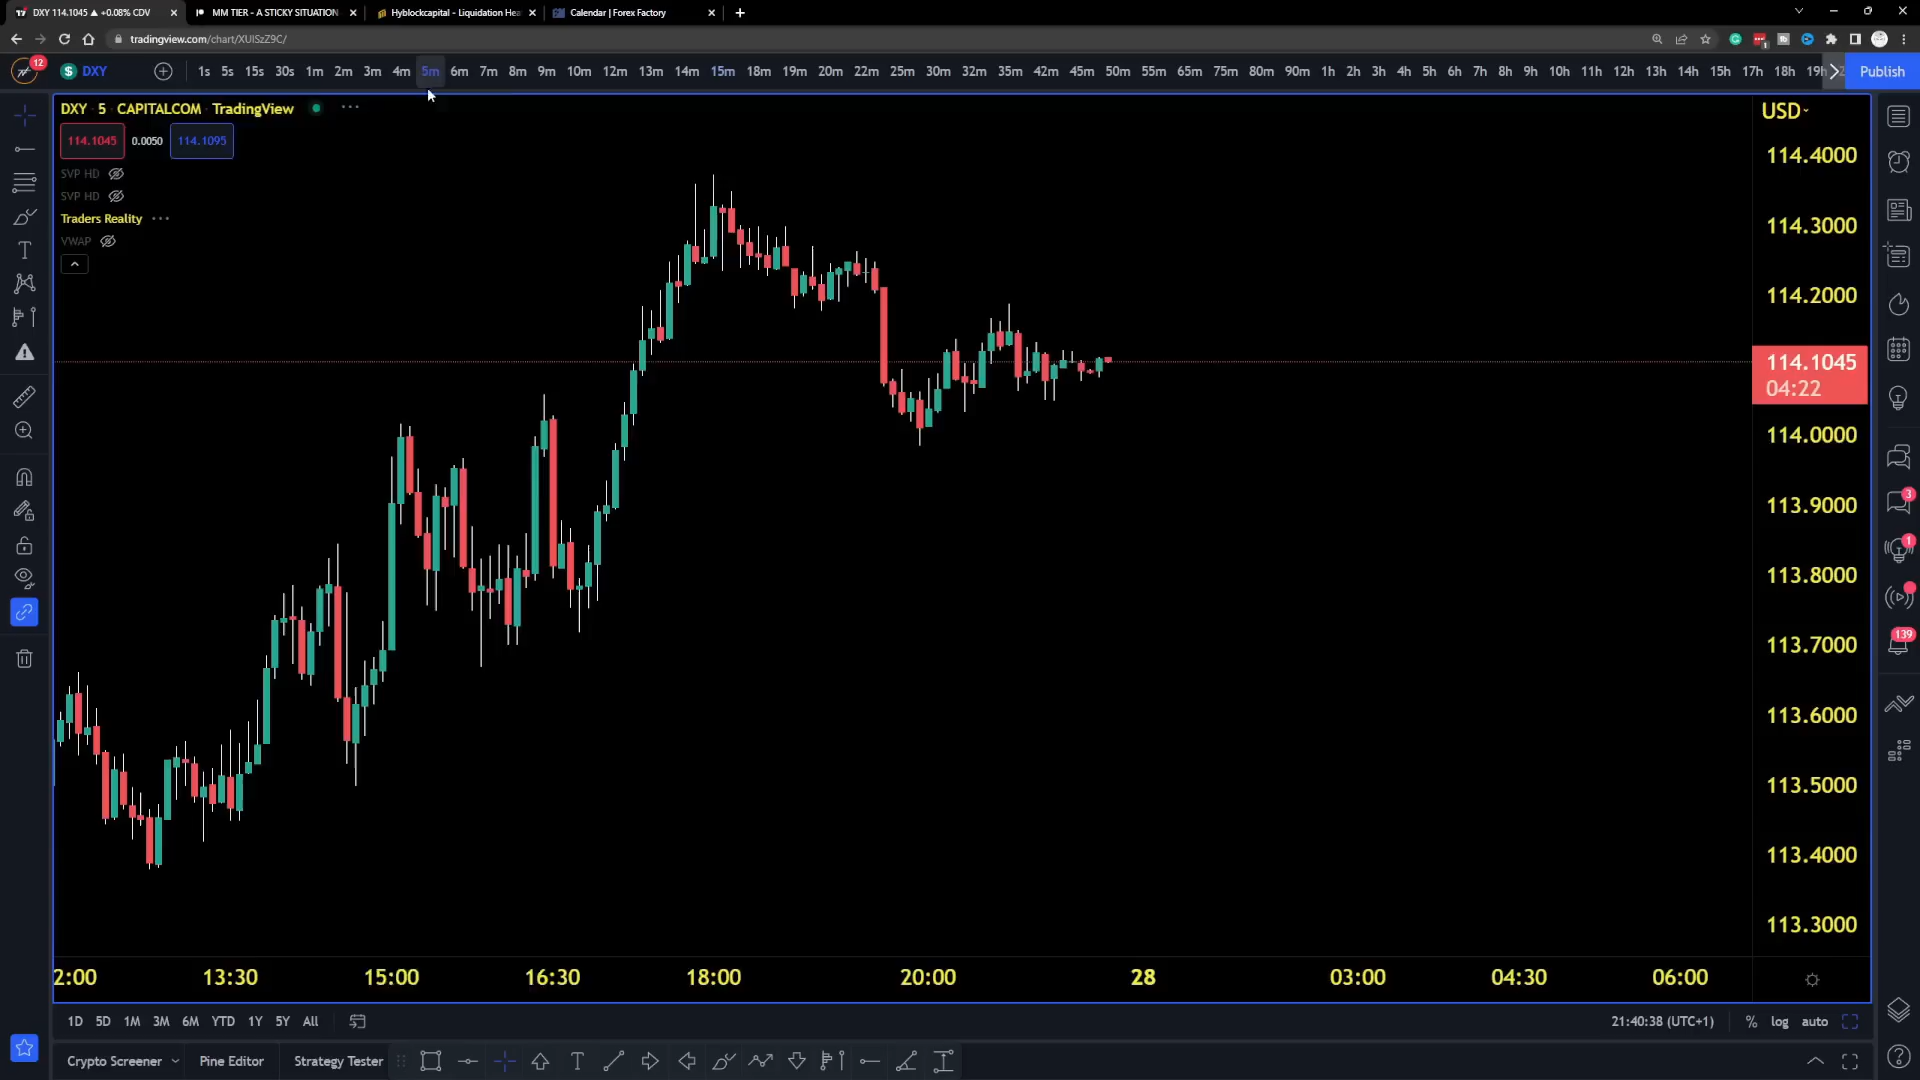 DXY 114.1045 ▲ +0.08% CDV
MM TIER - A STICKY SITUATION
Hyblockcapital - Liquidation Hea
Calendar | Forex Factory
tradingview.com/chart/XUISzZ9C/
12
$ DXY
1s 5s 15s 30s 1m 2m 3m 4m 5m 6m 7m 8m 9m 10m 12m 13m 14m 15m 18m 19m 20m 22m 25m 30m 32m 35m 42m 45m 50m 55m 65m 75m 80m 90m 1h 2h 3h 4h 5h 6h 7h 8h 9h 10h 11h 12h 13h 14h 15h 17h 18h 19h
Publish
DXY · 5 · CAPITALCOM · TradingView
USD
114.1045 0.0050 114.1095
SVP HD
SVP HD
Traders Reality
VWAP
114.4000
114.3000
114.2000
114.1045
04:22
114.0000
113.9000
113.8000
113.7000
113.6000
113.5000
113.4000
113.3000
3
1
139
2:00 13:30 15:00 16:30 18:00 20:00 28 03:00 04:30 06:00
1D 5D 1M 3M 6M YTD 1Y 5Y All
21:40:38 (UTC+1) % log auto
Crypto Screener Pine Editor Strategy Tester